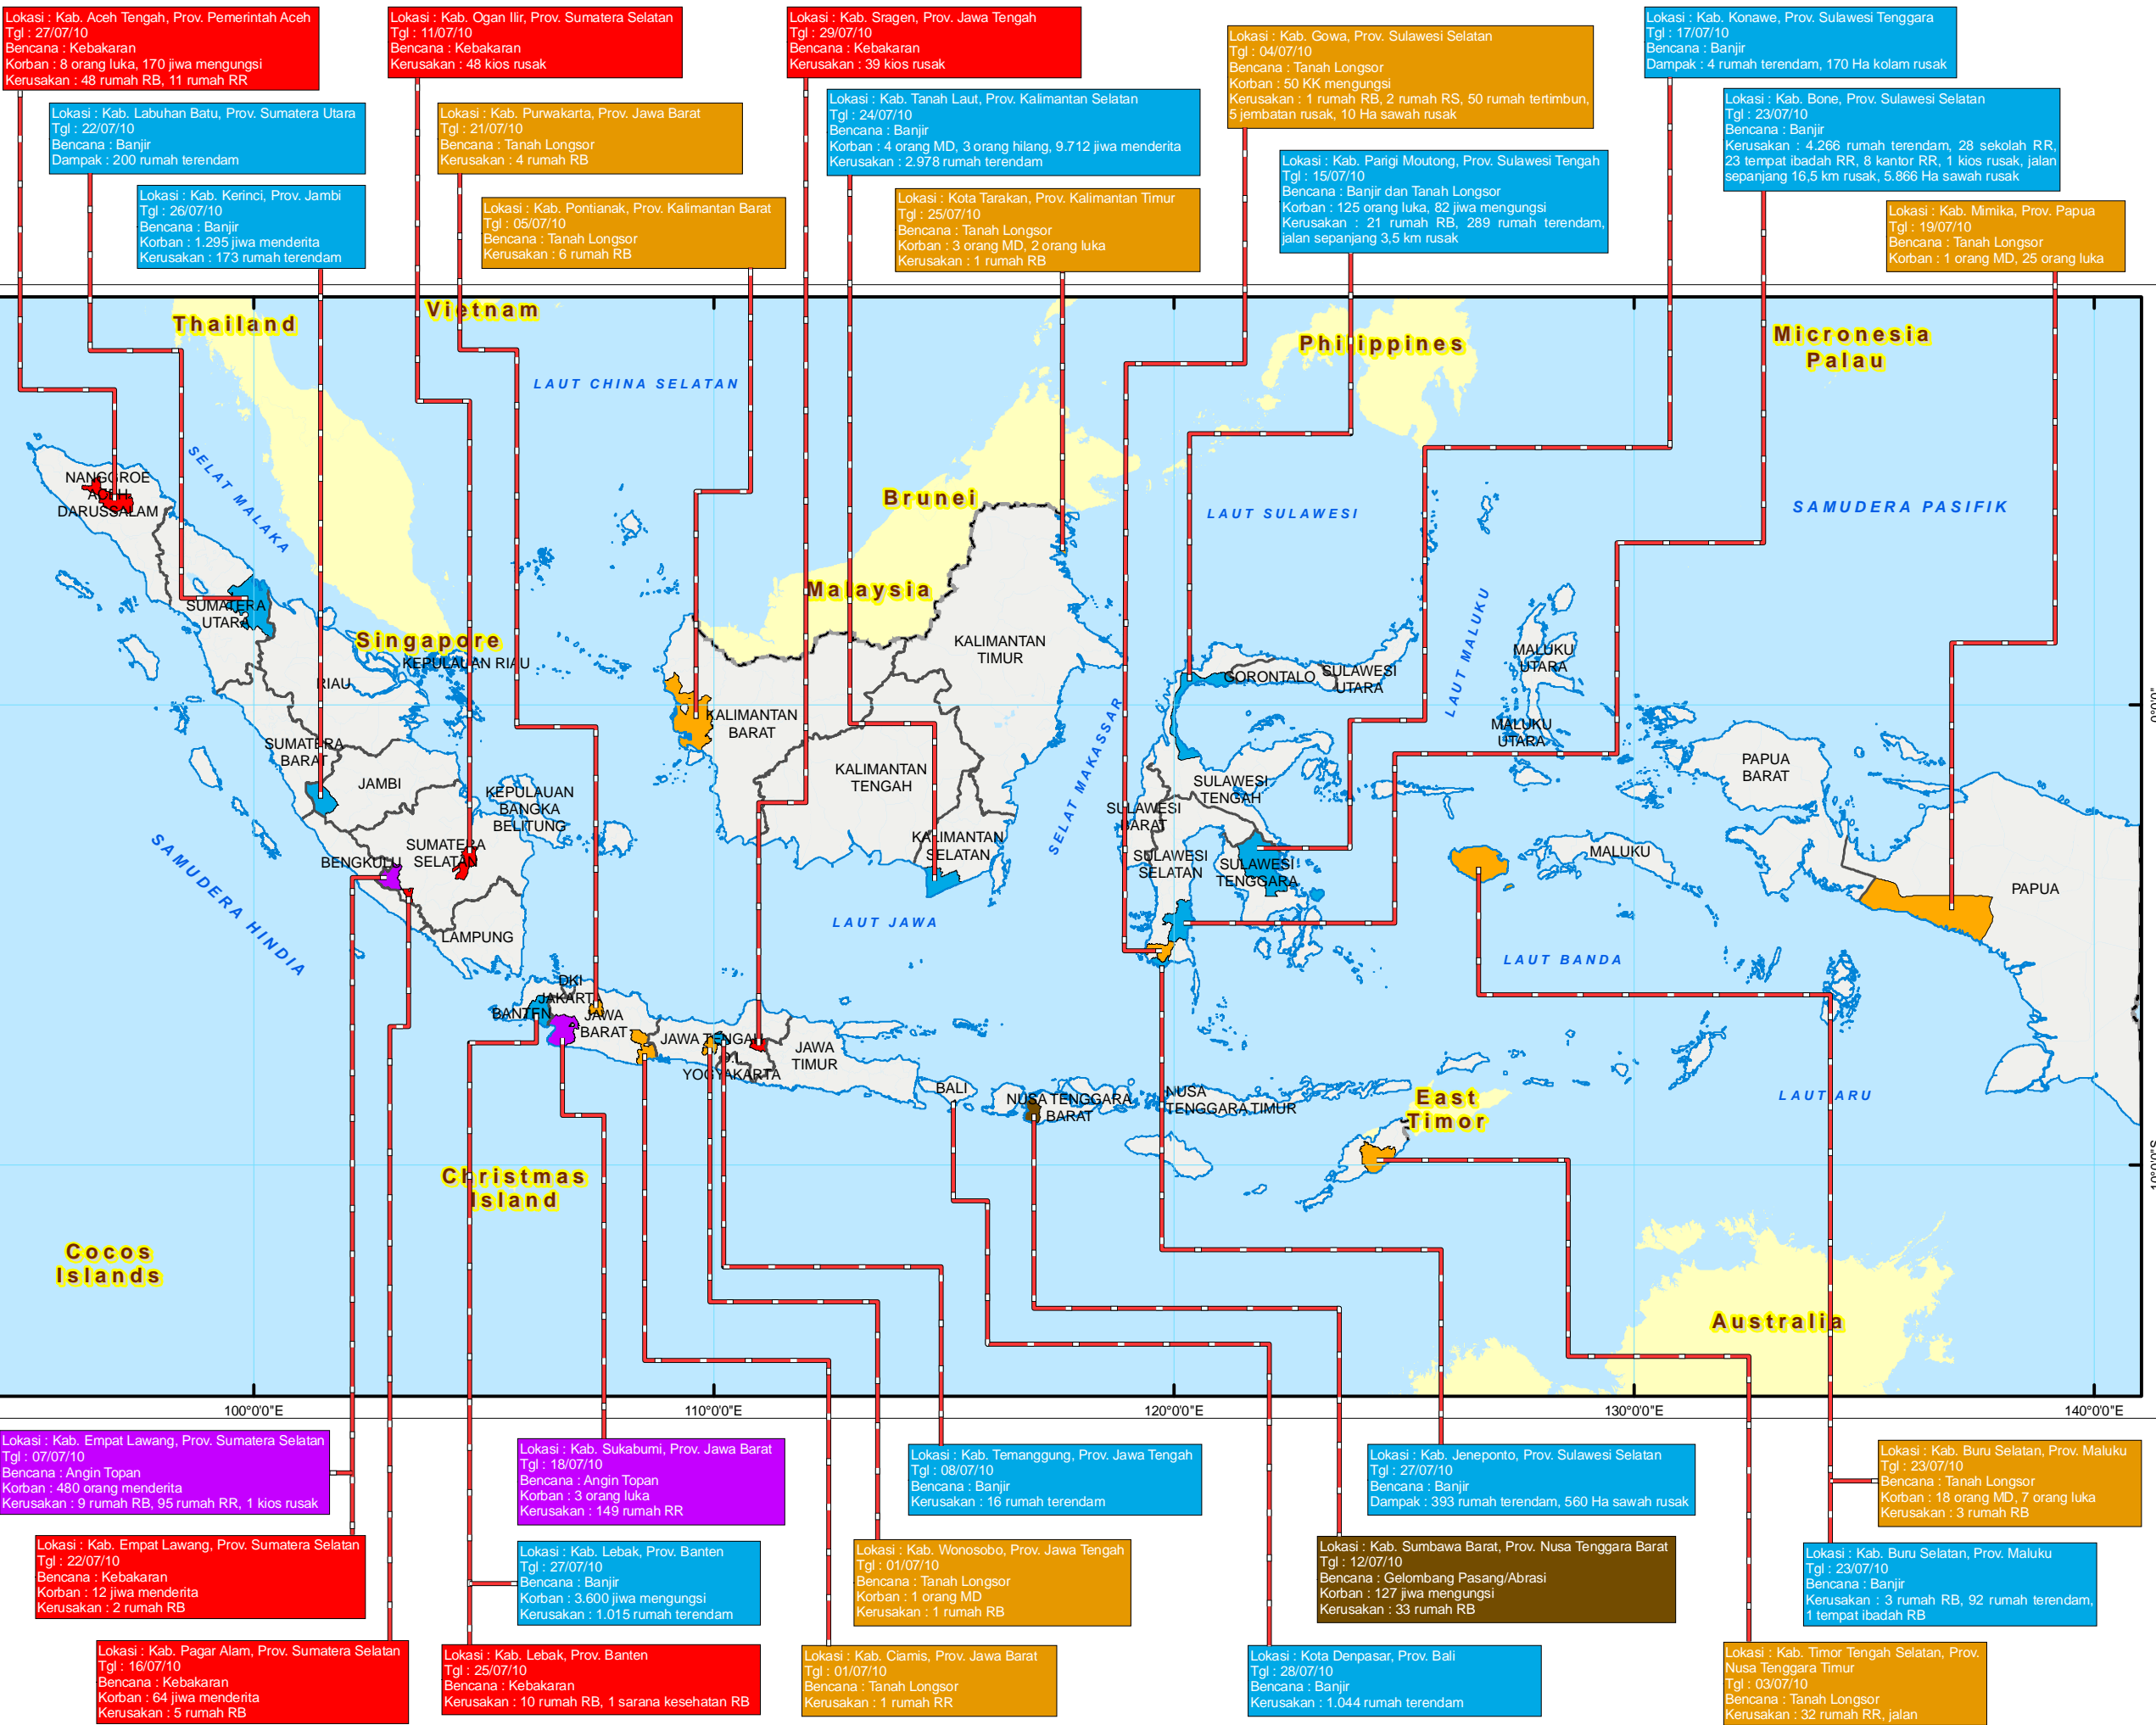 Lokasi : Kab. Aceh Tengah, Prov. Pemerintah Aceh
Tgl : 27/07/10
Bencana : Kebakaran
Korban : 8 orang luka, 170 jiwa mengungsi
Kerusakan : 48 rumah RB, 11 rumah RR
Lokasi : Kab. Ogan Ilir, Prov. Sumatera Selatan
Tgl : 11/07/10
Bencana : Kebakaran
Kerusakan : 48 kios rusak
Lokasi : Kab. Sragen, Prov. Jawa Tengah
Tgl : 29/07/10
Bencana : Kebakaran
Kerusakan : 39 kios rusak
Lokasi : Kab. Gowa, Prov. Sulawesi Selatan
Tgl : 04/07/10
Bencana : Tanah Longsor
Korban : 50 KK mengungsi
Kerusakan : 1 rumah RB, 2 rumah RS, 50 rumah tertimbun,
5 jembatan rusak, 10 Ha sawah rusak
Lokasi : Kab. Konawe, Prov. Sulawesi Tenggara
Tgl : 17/07/10
Bencana : Banjir
Dampak : 4 rumah terendam, 170 Ha kolam rusak
Lokasi : Kab. Labuhan Batu, Prov. Sumatera Utara
Tgl : 22/07/10
Bencana : Banjir
Dampak : 200 rumah terendam
Lokasi : Kab. Purwakarta, Prov. Jawa Barat
Tgl : 21/07/10
Bencana : Tanah Longsor
Kerusakan : 4 rumah RB
Lokasi : Kab. Tanah Laut, Prov. Kalimantan Selatan
Tgl : 24/07/10
Bencana : Banjir
Korban : 4 orang MD, 3 orang hilang, 9.712 jiwa menderita
Kerusakan : 2.978 rumah terendam
Lokasi : Kab. Bone, Prov. Sulawesi Selatan
Tgl : 23/07/10
Bencana : Banjir
Kerusakan : 4.266 rumah terendam, 28 sekolah RR,
23 tempat ibadah RR, 8 kantor RR, 1 kios rusak, jalan
sepanjang 16,5 km rusak, 5.866 Ha sawah rusak
Lokasi : Kab. Kerinci, Prov. Jambi
Tgl : 26/07/10
Bencana : Banjir
Korban : 1.295 jiwa menderita
Kerusakan : 173 rumah terendam
Lokasi : Kab. Pontianak, Prov. Kalimantan Barat
Tgl : 05/07/10
Bencana : Tanah Longsor
Kerusakan : 6 rumah RB
Lokasi : Kota Tarakan, Prov. Kalimantan Timur
Tgl : 25/07/10
Bencana : Tanah Longsor
Korban : 3 orang MD, 2 orang luka
Kerusakan : 1 rumah RB
Lokasi : Kab. Parigi Moutong, Prov. Sulawesi Tengah
Tgl : 15/07/10
Bencana : Banjir dan Tanah Longsor
Korban : 125 orang luka, 82 jiwa mengungsi
Kerusakan : 21 rumah RB, 289 rumah terendam,
jalan sepanjang 3,5 km rusak
Lokasi : Kab. Mimika, Prov. Papua
Tgl : 19/07/10
Bencana : Tanah Longsor
Korban : 1 orang MD, 25 orang luka
Thailand
Vietnam
Philippines
Micronesia
Palau
LAUT CHINA SELATAN
SELAT MALAKA
NANGGROE
ACEH
DARUSSALAM
Brunei
LAUT SULAWESI
SAMUDERA PASIFIK
Malaysia
SUMATERA
UTARA
Singapore
KEPULAUAN RIAU
RIAU
KALIMANTAN
TIMUR
GORONTALO
SULAWESI
UTARA
LAUT MALUKU
MALUKU
UTARA
MALUKU
UTARA
0°0'0"
KALIMANTAN
BARAT
SELAT MAKASSAR
SUMATERA
BARAT
JAMBI
KEPULAUAN
BANGKA
BELITUNG
KALIMANTAN
TENGAH
SULAWESI
TENGAH
PAPUA
BARAT
SULAWESI
BARAT
KALIMANTAN
SELATAN
SUMATERA
SELATAN
BENGKULU
SULAWESI
SELATAN
SULAWESI
TENGGARA
MALUKU
PAPUA
SAMUDERA HINDIA
LAMPUNG
LAUT JAWA
LAUT BANDA
DKI
JAKARTA
BANTEN
JAWA
BARAT
JAWA TENGAH
D.I.
YOGYAKARTA
JAWA
TIMUR
BALI
NUSA TENGGARA
BARAT
NUSA
TENGGARA TIMUR
East
Timor
LAUT ARU
10°0'0"S
Christmas
Island
Cocos
Islands
Australia
100°0'0"E
110°0'0"E
120°0'0"E
130°0'0"E
140°0'0"E
Lokasi : Kab. Empat Lawang, Prov. Sumatera Selatan
Tgl : 07/07/10
Bencana : Angin Topan
Korban : 480 orang menderita
Kerusakan : 9 rumah RB, 95 rumah RR, 1 kios rusak
Lokasi : Kab. Sukabumi, Prov. Jawa Barat
Tgl : 18/07/10
Bencana : Angin Topan
Korban : 3 orang luka
Kerusakan : 149 rumah RR
Lokasi : Kab. Temanggung, Prov. Jawa Tengah
Tgl : 08/07/10
Bencana : Banjir
Kerusakan : 16 rumah terendam
Lokasi : Kab. Jeneponto, Prov. Sulawesi Selatan
Tgl : 27/07/10
Bencana : Banjir
Dampak : 393 rumah terendam, 560 Ha sawah rusak
Lokasi : Kab. Buru Selatan, Prov. Maluku
Tgl : 23/07/10
Bencana : Tanah Longsor
Korban : 18 orang MD, 7 orang luka
Kerusakan : 3 rumah RB
Lokasi : Kab. Empat Lawang, Prov. Sumatera Selatan
Tgl : 22/07/10
Bencana : Kebakaran
Korban : 12 jiwa menderita
Kerusakan : 2 rumah RB
Lokasi : Kab. Lebak, Prov. Banten
Tgl : 27/07/10
Bencana : Banjir
Korban : 3.600 jiwa mengungsi
Kerusakan : 1.015 rumah terendam
Lokasi : Kab. Wonosobo, Prov. Jawa Tengah
Tgl : 01/07/10
Bencana : Tanah Longsor
Korban : 1 orang MD
Kerusakan : 1 rumah RB
Lokasi : Kab. Sumbawa Barat, Prov. Nusa Tenggara Barat
Tgl : 12/07/10
Bencana : Gelombang Pasang/Abrasi
Korban : 127 jiwa mengungsi
Kerusakan : 33 rumah RB
Lokasi : Kab. Buru Selatan, Prov. Maluku
Tgl : 23/07/10
Bencana : Banjir
Kerusakan : 3 rumah RB, 92 rumah terendam,
1 tempat ibadah RB
Lokasi : Kab. Pagar Alam, Prov. Sumatera Selatan
Tgl : 16/07/10
Bencana : Kebakaran
Korban : 64 jiwa menderita
Kerusakan : 5 rumah RB
Lokasi : Kab. Lebak, Prov. Banten
Tgl : 25/07/10
Bencana : Kebakaran
Kerusakan : 10 rumah RB, 1 sarana kesehatan RB
Lokasi : Kab. Ciamis, Prov. Jawa Barat
Tgl : 01/07/10
Bencana : Tanah Longsor
Kerusakan : 1 rumah RR
Lokasi : Kota Denpasar, Prov. Bali
Tgl : 28/07/10
Bencana : Banjir
Kerusakan : 1.044 rumah terendam
Lokasi : Kab. Timor Tengah Selatan, Prov.
Nusa Tenggara Timur
Tgl : 03/07/10
Bencana : Tanah Longsor
Kerusakan : 32 rumah RR, jalan